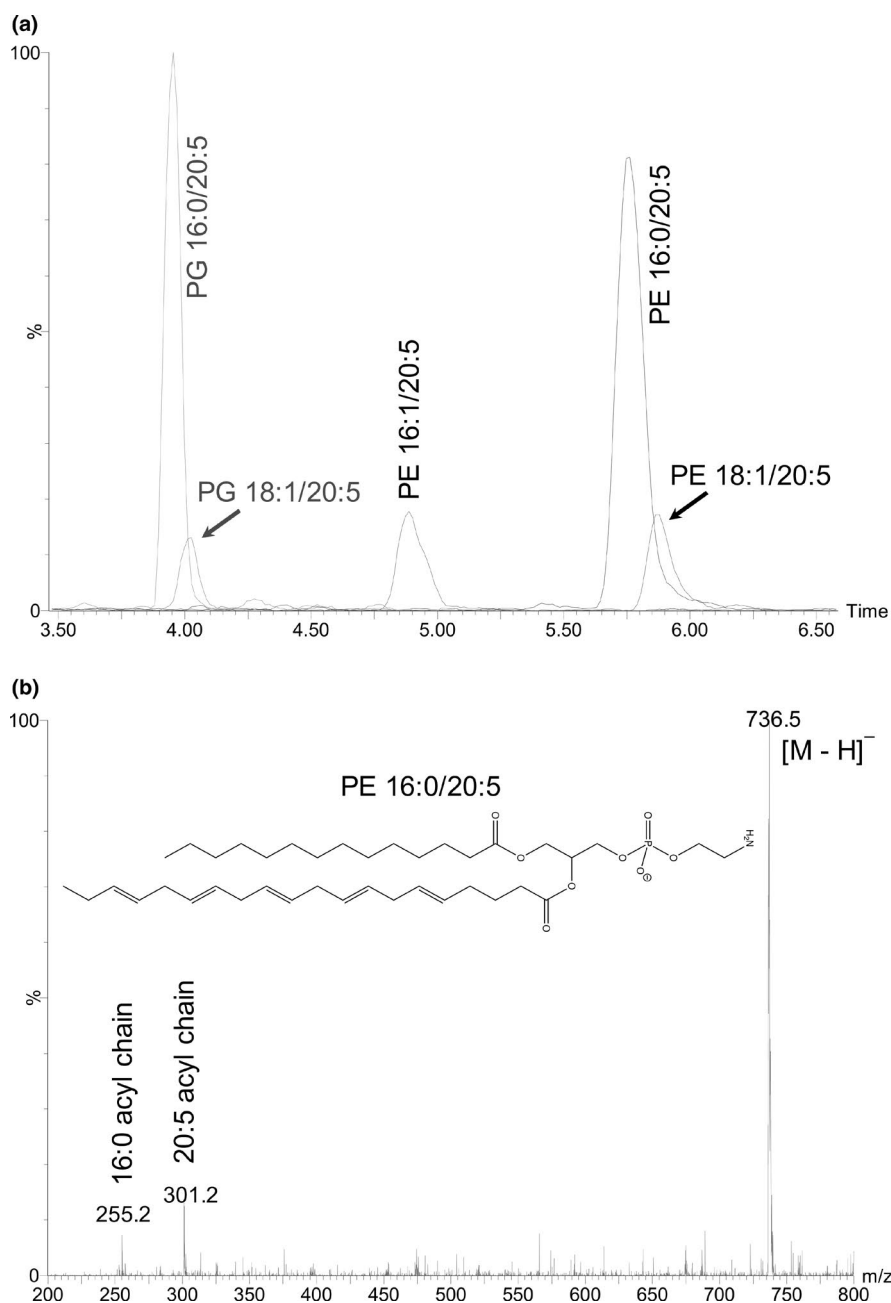 (a)
100
PG 16:0/20:5
PE 16:0/20:5
PE 16:1/20:5
%
PG 18:1/20:5
PE 18:1/20:5
0
Time
3.50 4.00 4.50 5.00 5.50 6.00 6.50
(b)
100
736.5
[M - H]−
PE 16:0/20:5
O
O
H₂N
O
O
P
O
O⊖
O
O
%
16:0 acyl chain
20:5 acyl chain
255.2
301.2
0
m/z
200 250 300 350 400 450 500 550 600 650 700 750 800